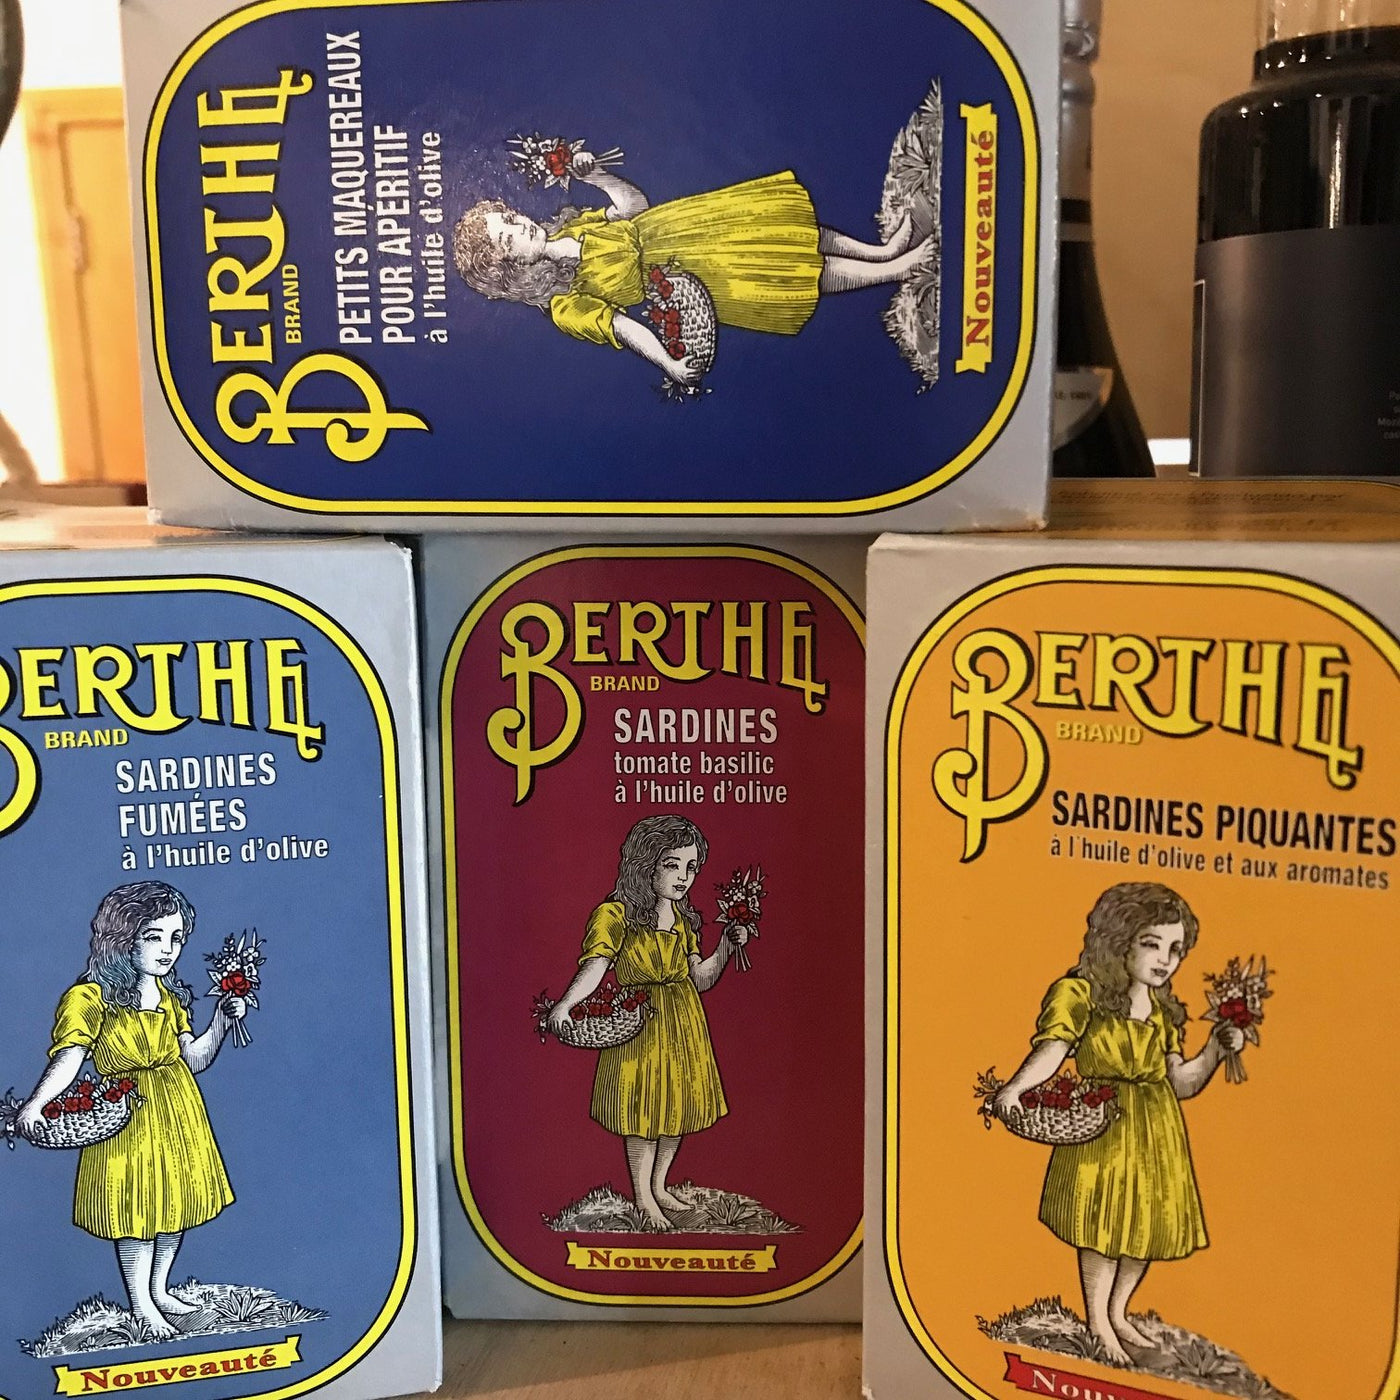 BERTHE
BRAND
PETITS MAQUEREAUX
POUR APERITIF
à l'huile d'olive
Nouveauté
BERTHE
BRAND
SARDINES
FUMÉES
à l'huile d'olive
Nouveauté
BERTHE
BRAND
SARDINES
tomate basilic
à l'huile d'olive
Nouveauté
BERTHE
BRAND
SARDINES PIQUANTES
à l'huile d'olive et aux aromates